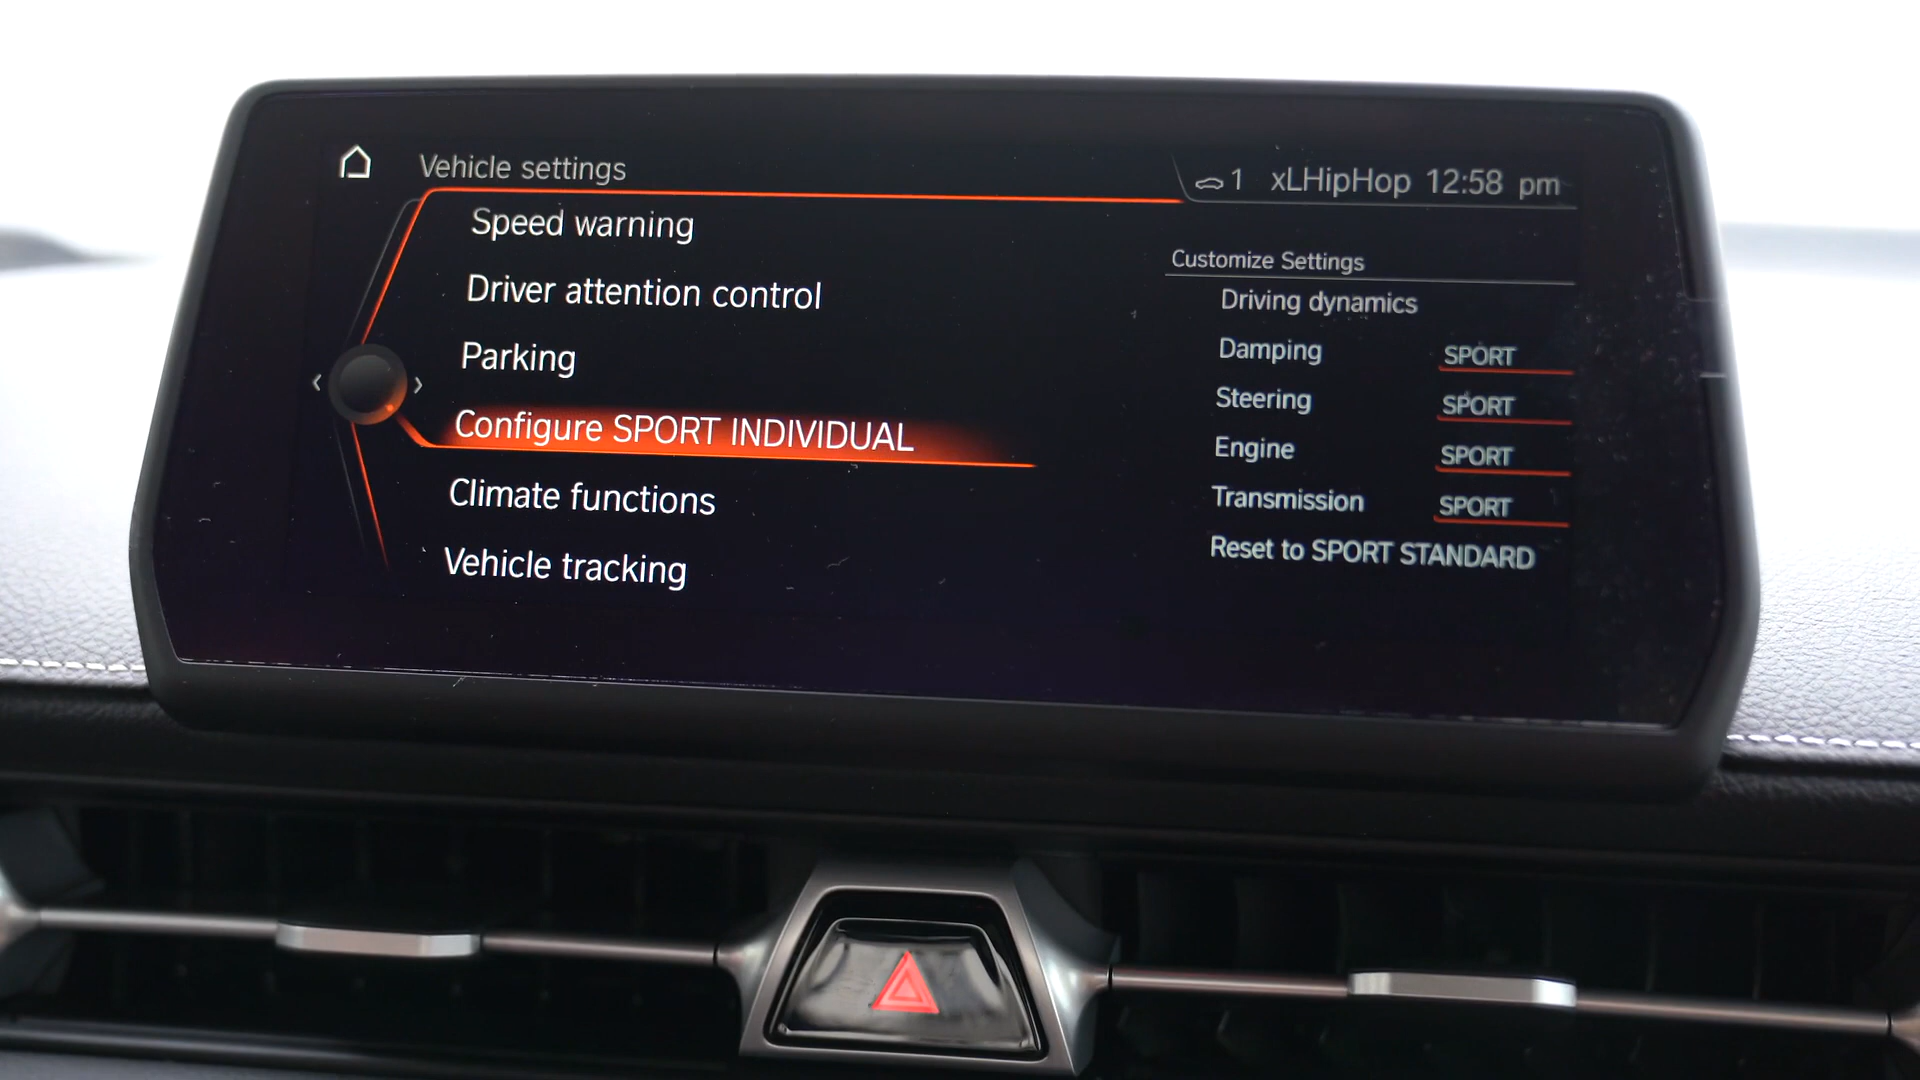 Vehicle settings
1 xLHipHop 12:58 pm
Speed warning
Driver attention control
Parking
Configure SPORT INDIVIDUAL
Climate functions
Vehicle tracking
Customize Settings
Driving dynamics
Damping SPORT
Steering SPORT
Engine SPORT
Transmission SPORT
Reset to SPORT STANDARD